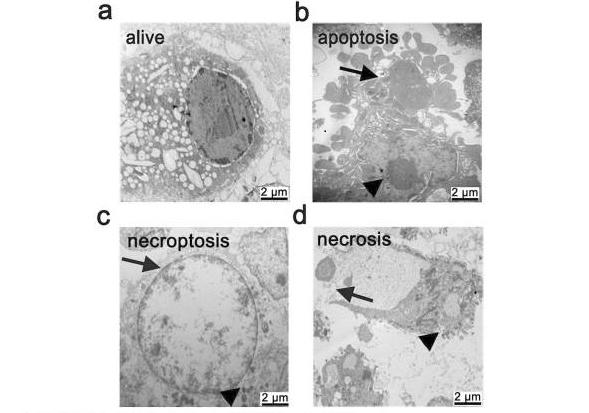 a
alive
2 µm
b
apoptosis
2 µm
c
necroptosis
2 µm
d
necrosis
2 µm